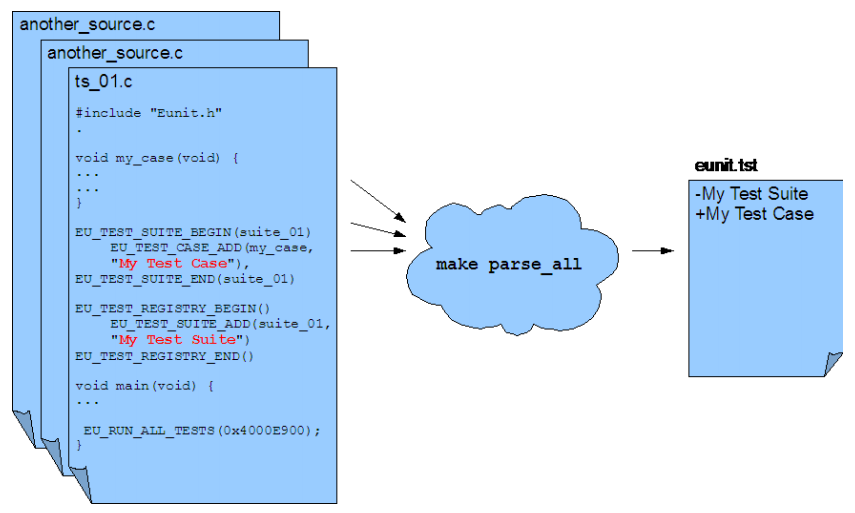 another_source.c
another_source.c
ts_01.c
#include "Eunit.h"
.
void my_case(void) {
...
...
}
EU_TEST_SUITE_BEGIN(suite_01)
EU_TEST_CASE_ADD(my_case,
"My Test Case"),
EU_TEST_SUITE_END(suite_01)
EU_TEST_REGISTRY_BEGIN()
EU_TEST_SUITE_ADD(suite_01,
"My Test Suite")
EU_TEST_REGISTRY_END()
void main(void) {
...
EU_RUN_ALL_TESTS(0x4000E900);
}
make parse_all
eunit.tst
-My Test Suite
+My Test Case